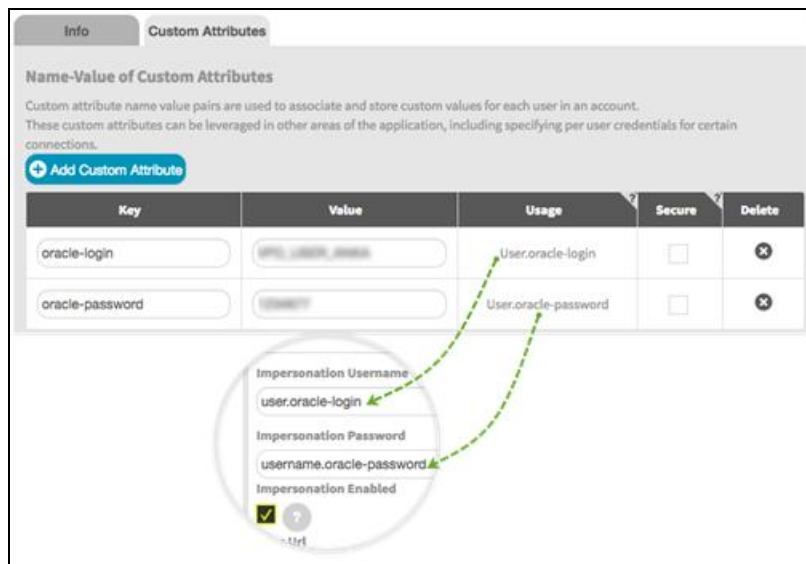 Info
Custom Attributes
Name-Value of Custom Attributes
Custom attribute name value pairs are used to associate and store custom values for each user in an account.
These custom attributes can be leveraged in other areas of the application, including specifying per user credentials for certain
connections.
Add Custom Attribute
Key Value Usage ? Secure ? Delete
oracle-login User.oracle-login
oracle-password User.oracle-password
Impersonation Username
user.oracle-login
Impersonation Password
username.oracle-password
Impersonation Enabled
?
Url